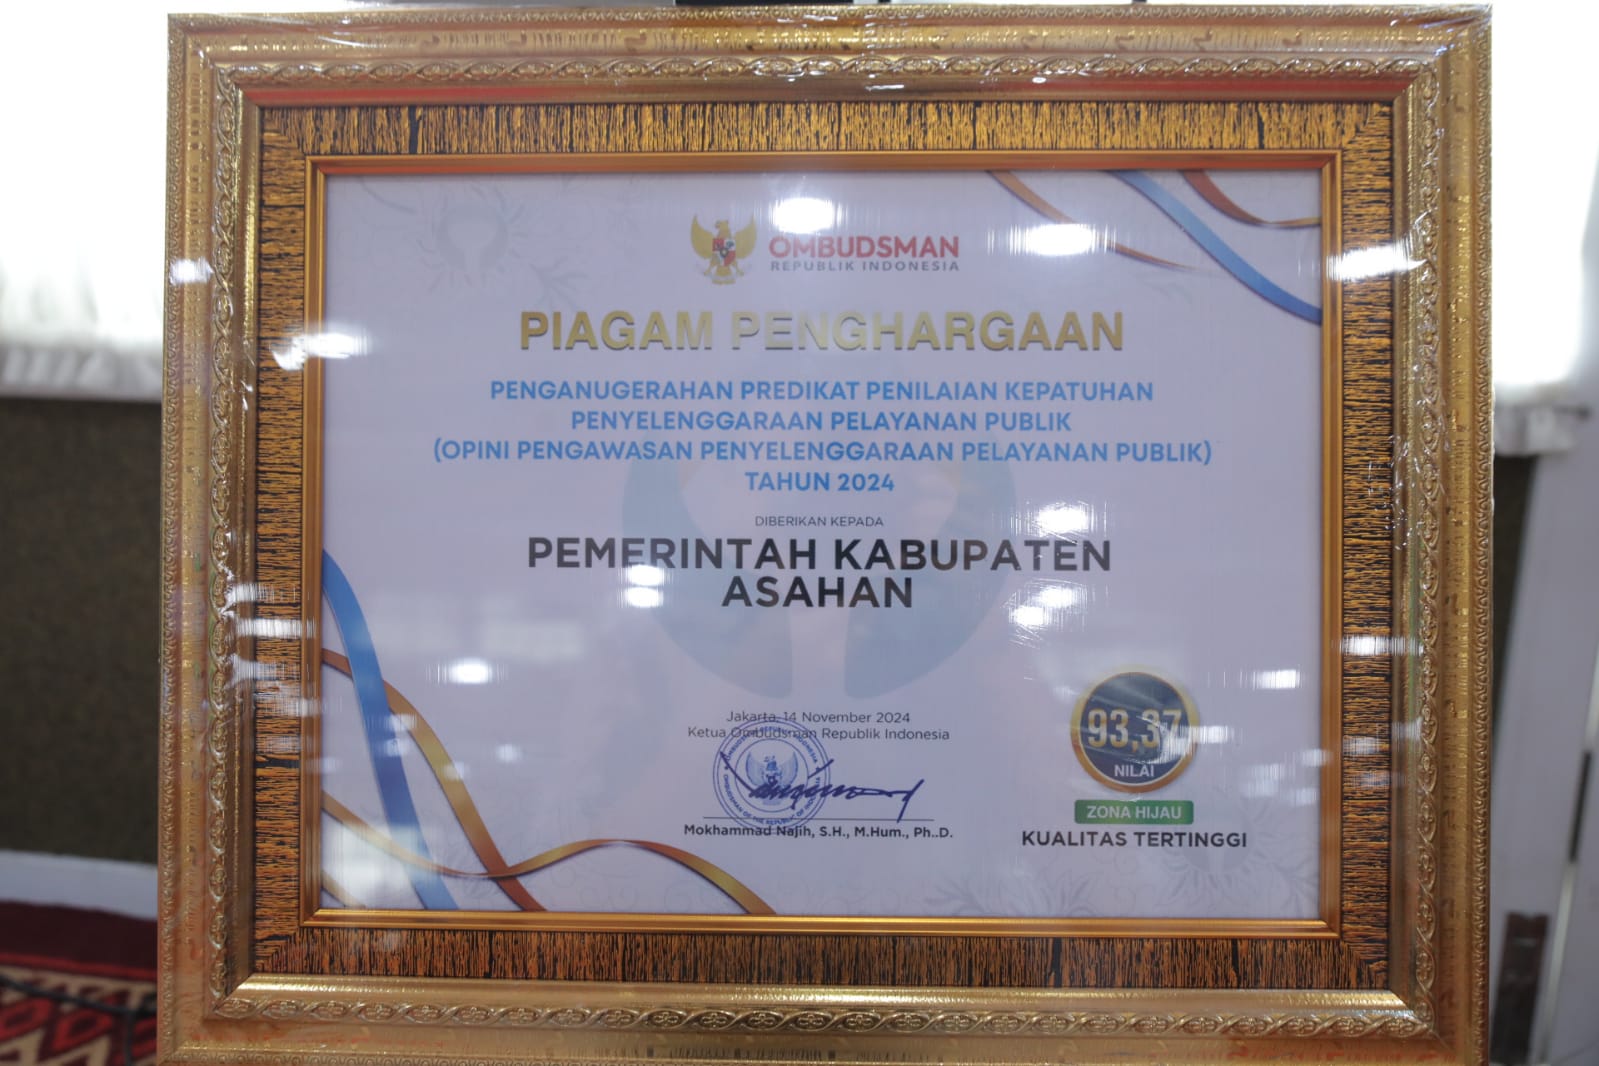 OMBUDSMAN
REPUBLIK INDONESIA
PIAGAM PENGHARGAAN
PENGANUGERAHAN PREDIKAT PENILAIAN KEPATUHAN
PENYELENGGARAAN PELAYANAN PUBLIK
(OPINI PENGAWASAN PENYELENGGARAAN PELAYANAN PUBLIK)
TAHUN 2024
DIBERIKAN KEPADA
PEMERINTAH KABUPATEN
ASAHAN
Jakarta, 14 November 2024
Ketua Ombudsman Republik Indonesia
Mokhammad Najih, S.H., M.Hum., Ph..D.
93,37
NILAI
ZONA HIJAU
KUALITAS TERTINGGI